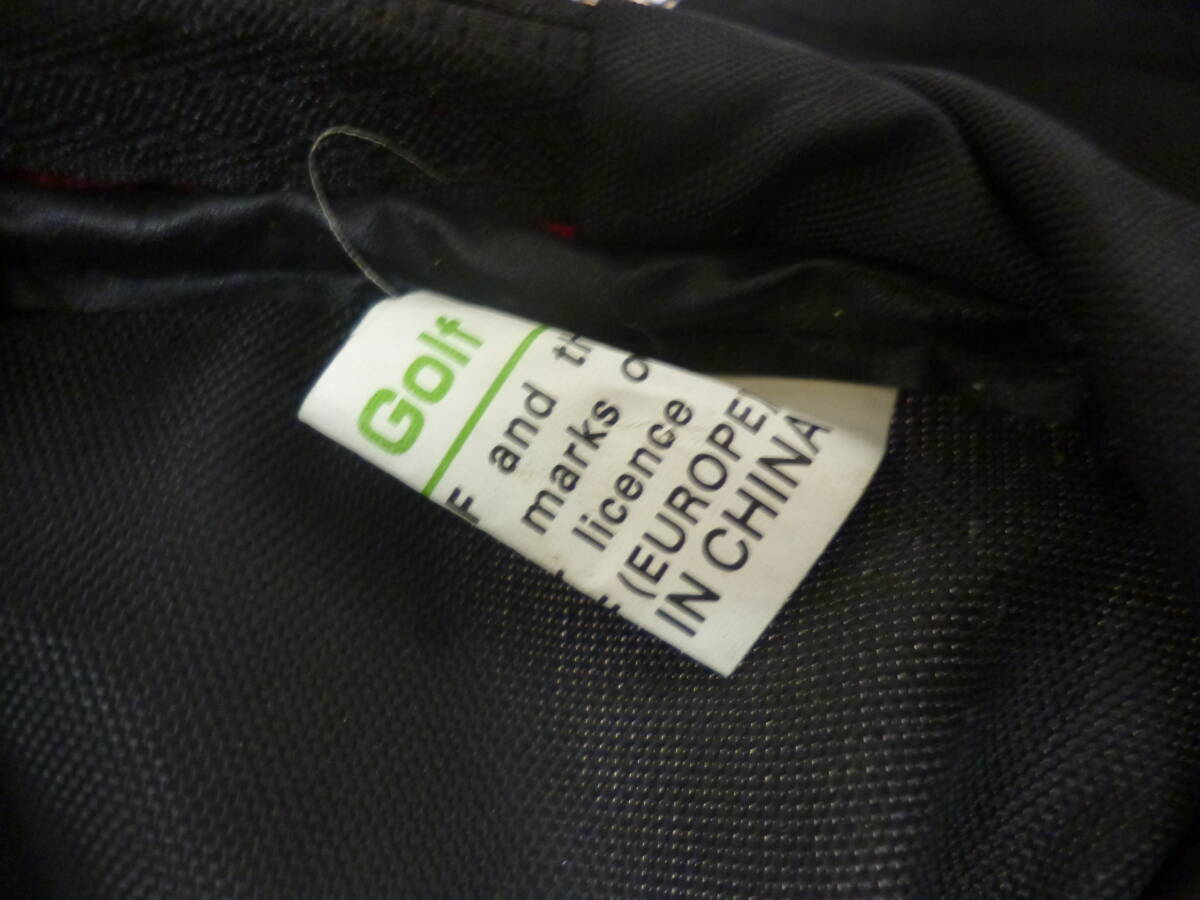 Golf
F and th
marks o
licence
(EUROPE
IN CHINA